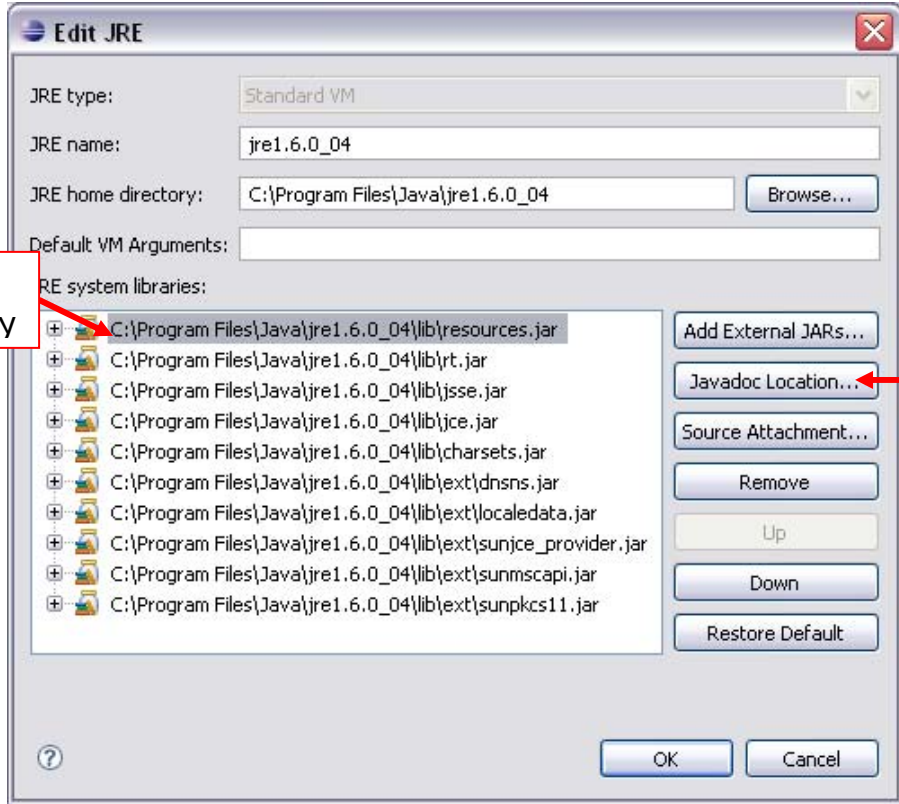 Edit JRE
JRE type: Standard VM
JRE name: jre1.6.0_04
JRE home directory: C:\Program Files\Java\jre1.6.0_04 Browse...
Default VM Arguments:
RE system libraries:
y
C:\Program Files\Java\jre1.6.0_04\lib\resources.jar
C:\Program Files\Java\jre1.6.0_04\lib\rt.jar
C:\Program Files\Java\jre1.6.0_04\lib\jsse.jar
C:\Program Files\Java\jre1.6.0_04\lib\jce.jar
C:\Program Files\Java\jre1.6.0_04\lib\charsets.jar
C:\Program Files\Java\jre1.6.0_04\lib\ext\dnsns.jar
C:\Program Files\Java\jre1.6.0_04\lib\ext\localedata.jar
C:\Program Files\Java\jre1.6.0_04\lib\ext\sunjce_provider.jar
C:\Program Files\Java\jre1.6.0_04\lib\ext\sunmscapi.jar
C:\Program Files\Java\jre1.6.0_04\lib\ext\sunpkcs11.jar
Add External JARs...
Javadoc Location...
Source Attachment...
Remove
Up
Down
Restore Default
?
OK Cancel